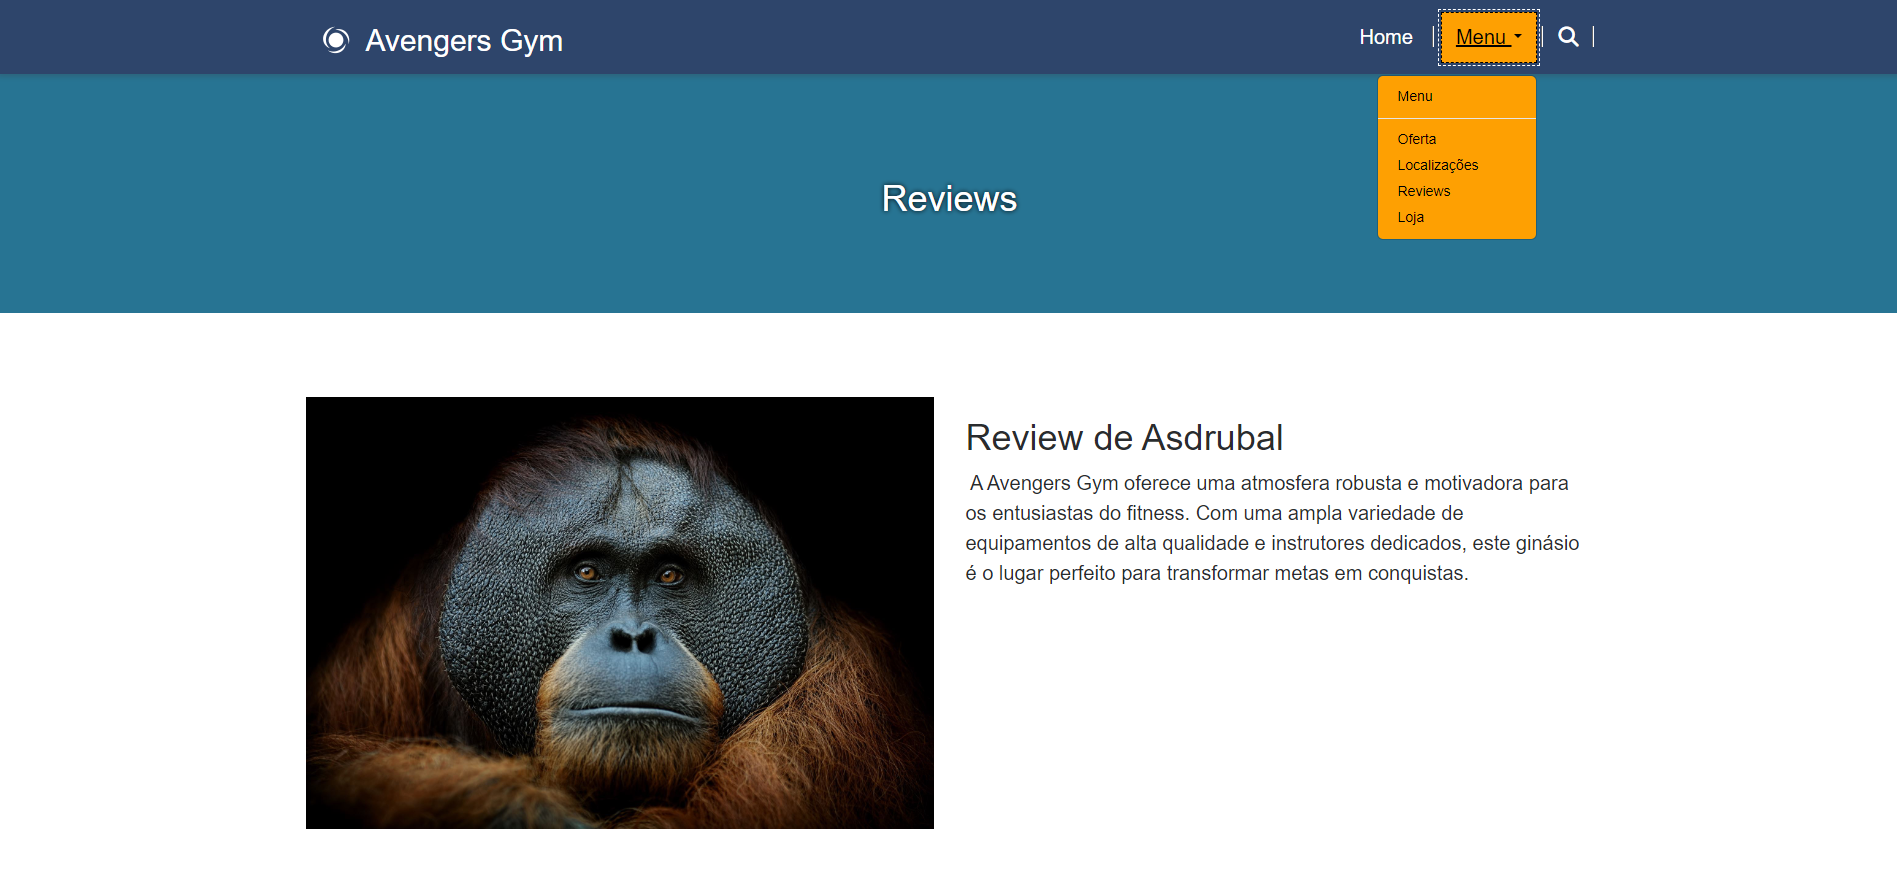 Avengers Gym
Home
Menu
Menu
Oferta
Localizações
Reviews
Loja
Reviews
Review de Asdrubal
A Avengers Gym oferece uma atmosfera robusta e motivadora para
os entusiastas do fitness. Com uma ampla variedade de
equipamentos de alta qualidade e instrutores dedicados, este ginásio
é o lugar perfeito para transformar metas em conquistas.